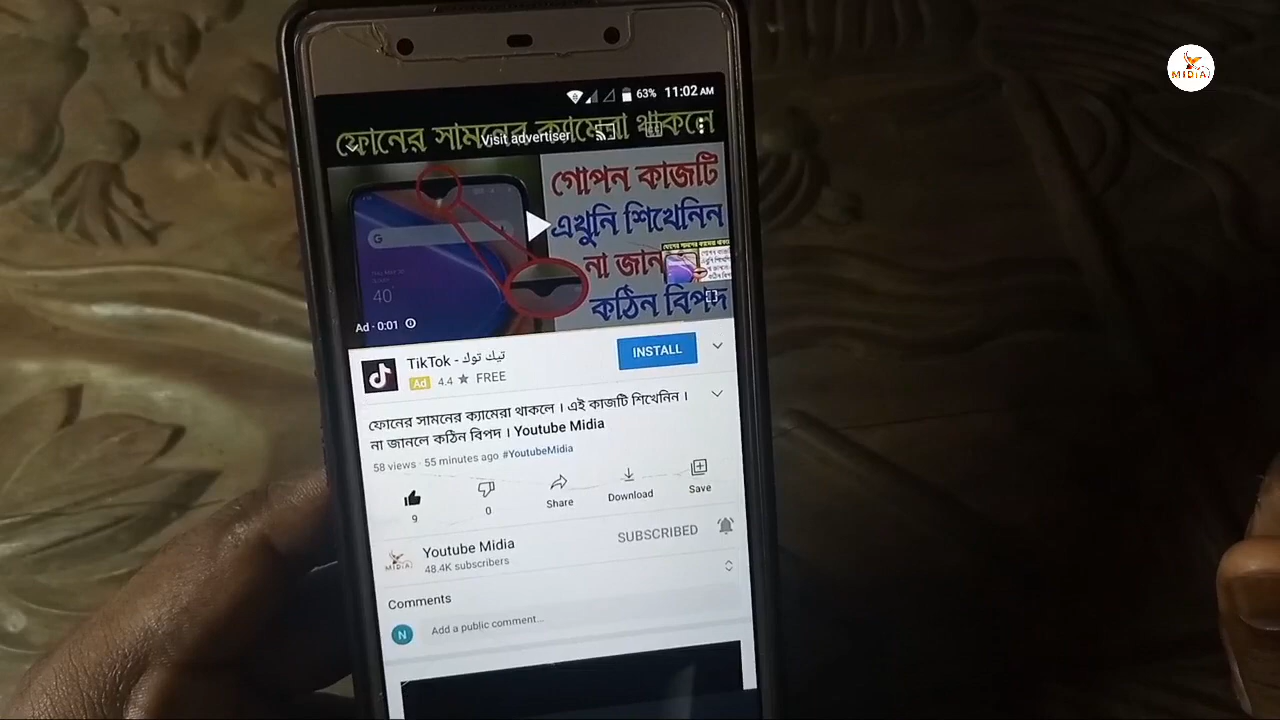 MiDiA
63% 11:02 AM
ফোনের সামনের ক্যামেরা থাকলে
Visit advertiser
গোপন কাজটি
এখুনি শিখেনিন
না জান
কঠিন বিপদ
G
40°
Ad · 0:01
TikTok - تيك توك
INSTALL
Ad 4.4 ★ FREE
ফোনের সামনের ক্যামেরা থাকলে । এই কাজটি শিখেনিন ।
না জানলে কঠিন বিপদ । Youtube Midia
58 views · 55 minutes ago #YoutubeMidia
9
0
Share
Download
Save
Youtube Midia
48.4K subscribers
SUBSCRIBED
MiDiA
Comments
N
Add a public comment...